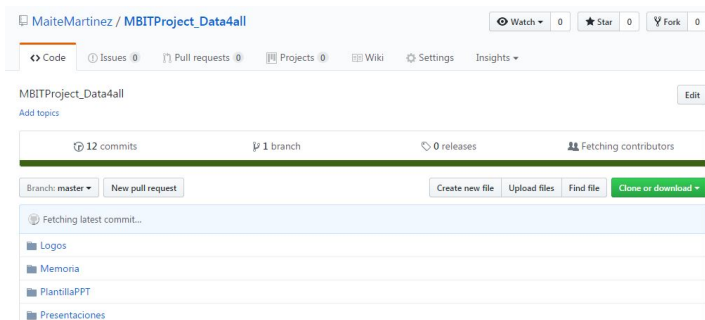 MaiteMartinez / MBITProject_Data4all
Watch 0 Star 0 Fork 0
Code Issues 0 Pull requests 0 Projects 0 Wiki Settings Insights
MBITProject_Data4all
Edit
Add topics
12 commits 1 branch 0 releases Fetching contributors
Branch: master New pull request Create new file Upload files Find file Clone or download
Fetching latest commit...
Logos
Memoria
PlantillaPPT
Presentaciones